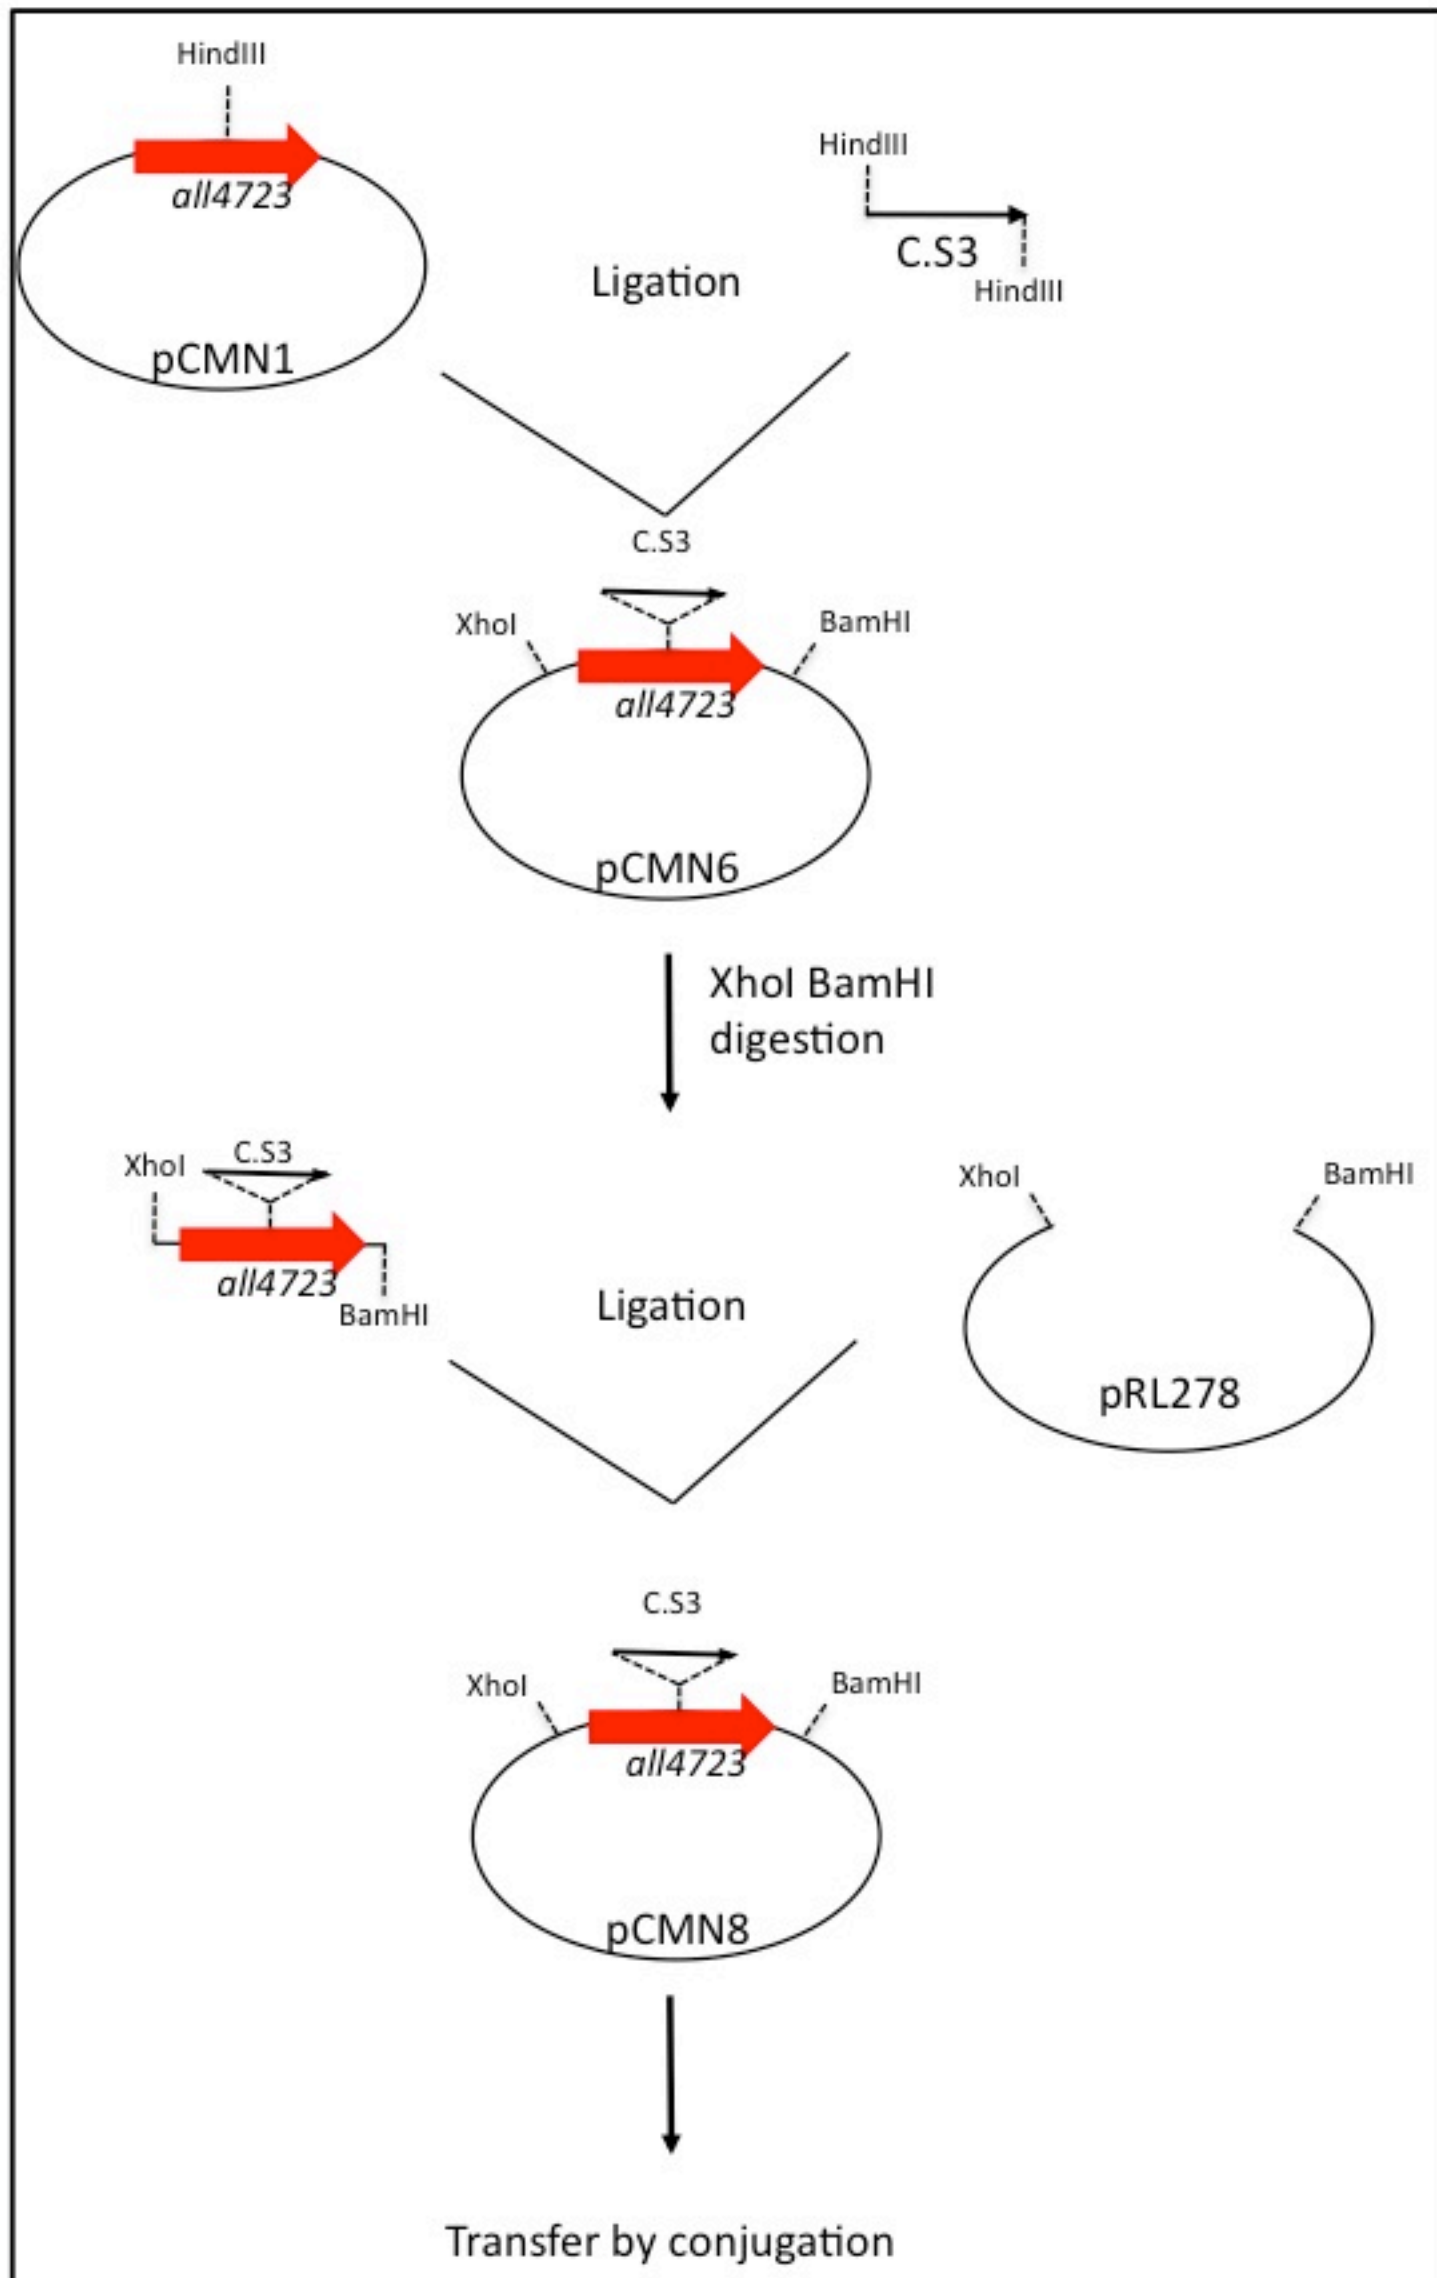 HindIII
all4723
pCMN1
HindIII
C.S3
HindIII
Ligation
C.S3
XhoI
BamHI
all4723
pCMN6
XhoI BamHI
digestion
XhoI
C.S3
all4723
BamHI
Ligation
XhoI
BamHI
pRL278
C.S3
XhoI
BamHI
all4723
pCMN8
Transfer by conjugation